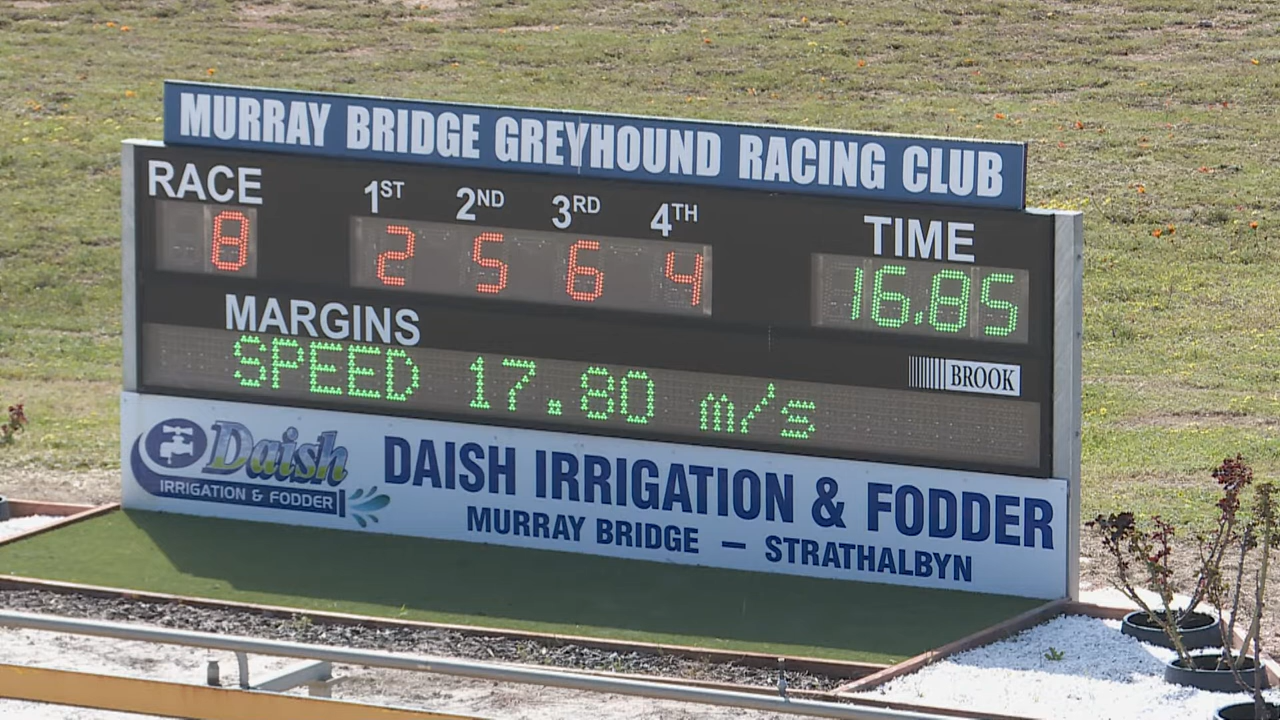 MURRAY BRIDGE GREYHOUND RACING CLUB
RACE 1ST 2ND 3RD 4TH TIME
8 2 5 6 4 16.85
MARGINS
BROOK
SPEED 17.80 m/s
Daish
IRRIGATION & FODDER
DAISH IRRIGATION & FODDER
MURRAY BRIDGE – STRATHALBYN